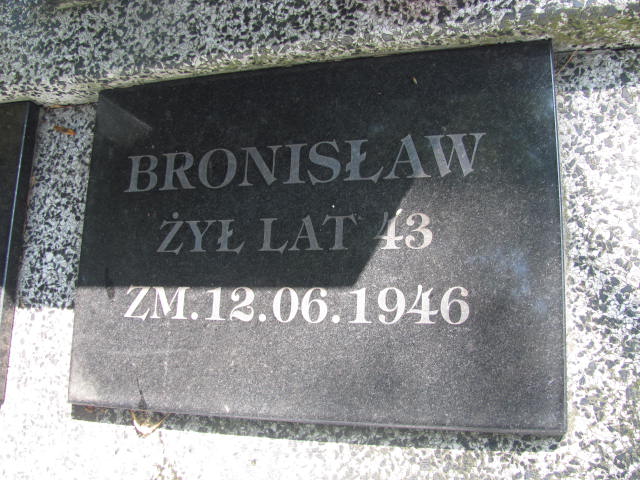 BRONISŁAW
ŻYŁ LAT 43
ZM.12.06.1946